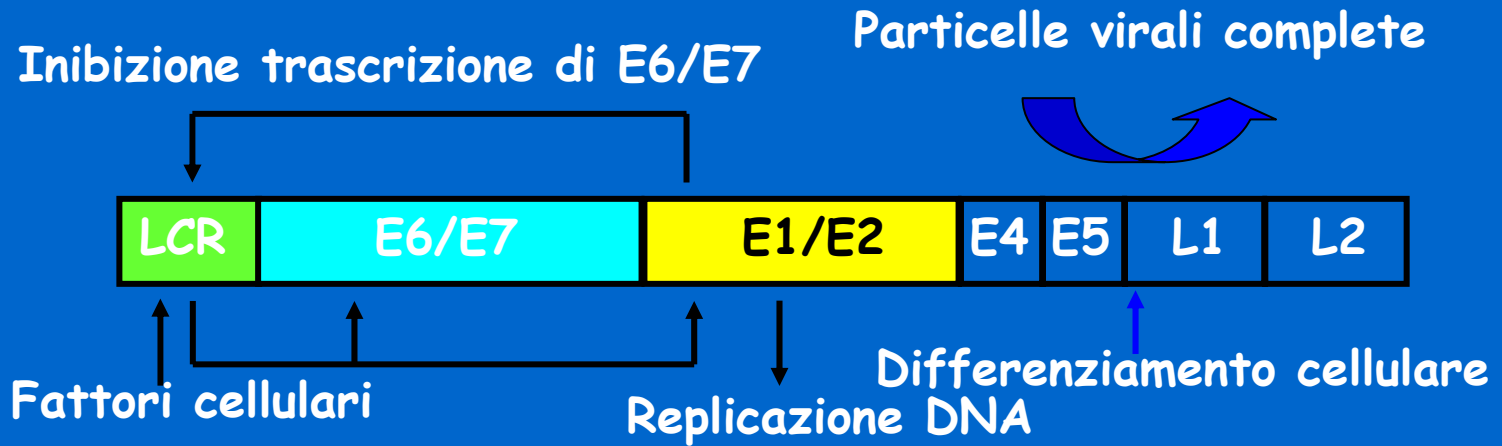 Particelle virali complete
Inibizione trascrizione di E6/E7
LCR E6/E7 E1/E2 E4 E5 L1 L2
Differenziamento cellulare
Fattori cellulari
Replicazione DNA